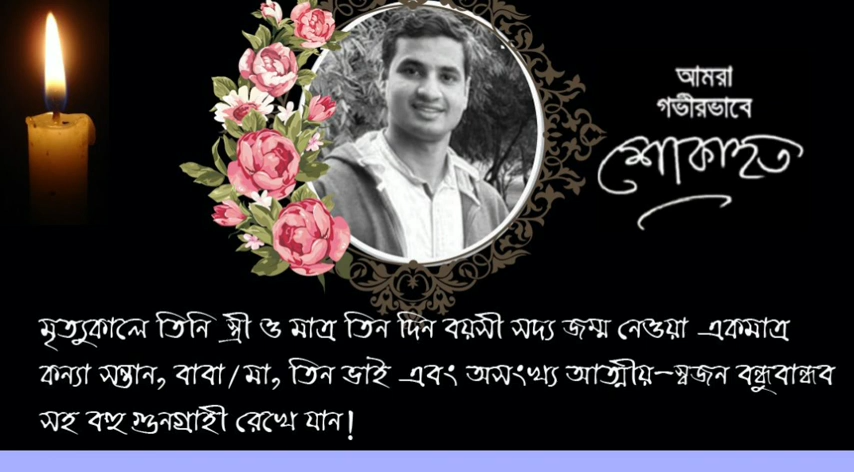 আমরা
গভীরভাবে
শোকাহত
মৃত্যুকালে তিনি স্ত্রী ও মাত্র তিন দিন বয়সী সদ্য জন্ম নেওয়া একমাত্র
কন্যা সন্তান, বাবা/মা, তিন ভাই এবং অসংখ্য আত্মীয়-স্বজন বন্ধুবান্ধব
সহ বহু গুনগ্রাহী রেখে যান!